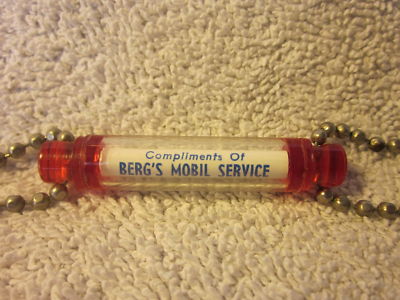 Compliments Of
BERG'S MOBIL SERVICE